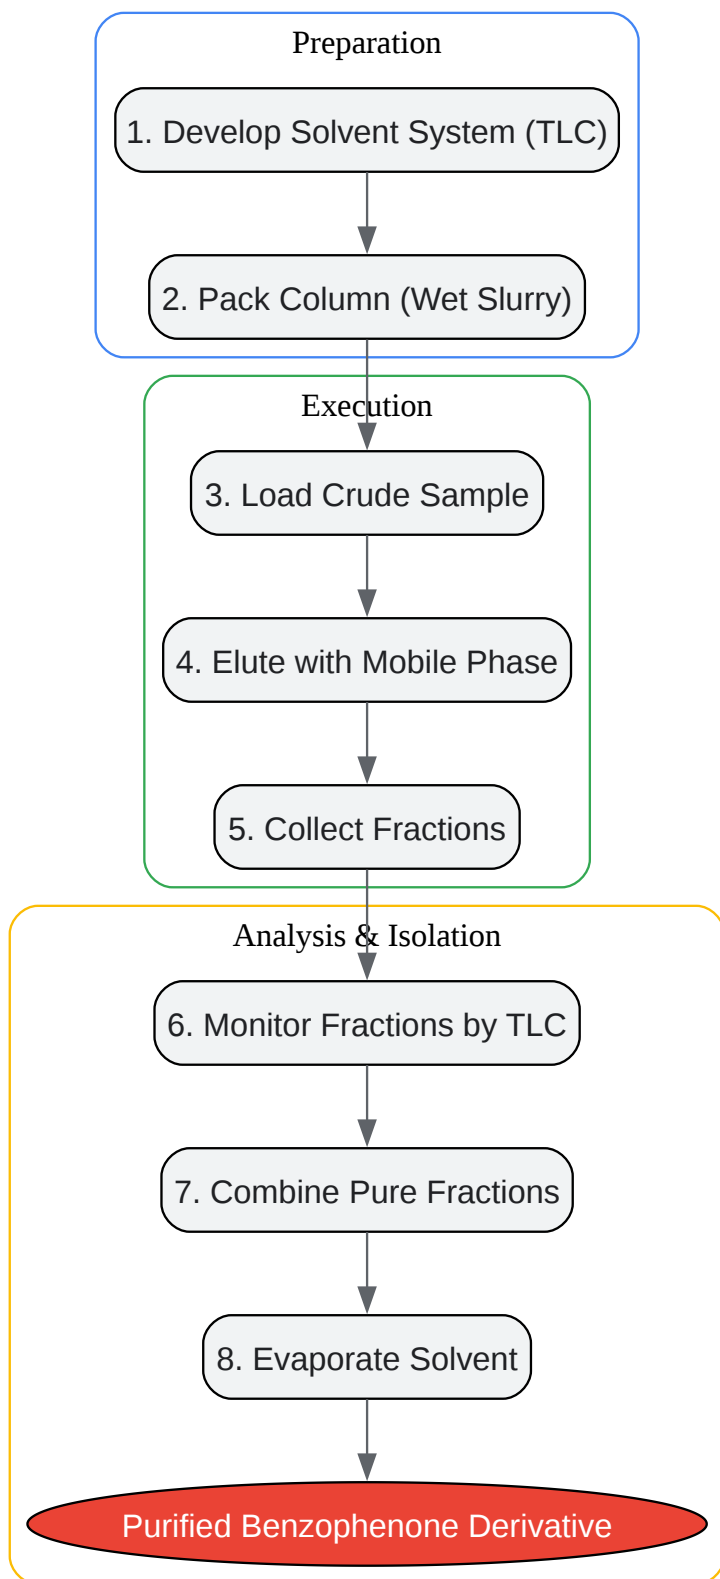 Preparation
1. Develop Solvent System (TLC)
2. Pack Column (Wet Slurry)
Execution
3. Load Crude Sample
4. Elute with Mobile Phase
5. Collect Fractions
Analysis & Isolation
6. Monitor Fractions by TLC
7. Combine Pure Fractions
8. Evaporate Solvent
Purified Benzophenone Derivative